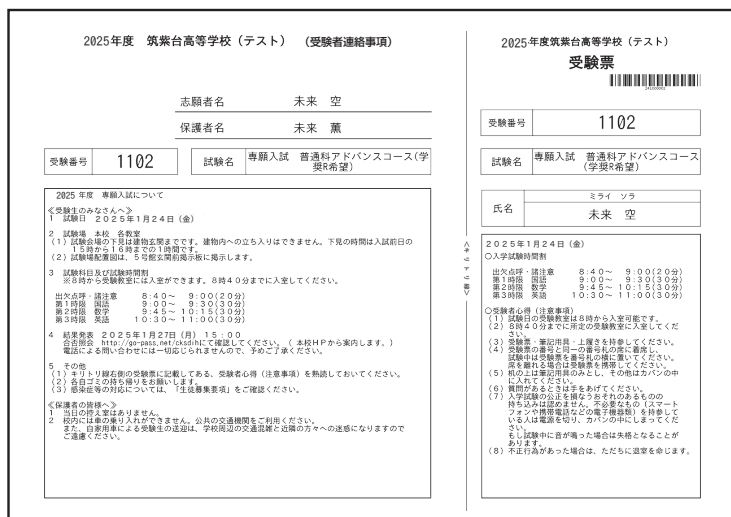 2025年度 筑紫台高等学校（テスト） （受験者連絡事項）
志願者名 未来 空
保護者名 未来 薫
受験番号 1102
試験名 専願入試 普通科アドバンスコース(学
奨R希望)
2025 年度 専願入試について
≪受験生のみなさんへ≫
1 試験日 2025年1月24日（金）
2 試験場 本校 各教室
（1）試験会場の下見は建物玄関までです。建物内への立ち入りはできません。下見の時間は入試前日の
15時から16時までの1時間です。
（2）試験場配置図は、5号館玄関前掲示板に掲示します。
3 試験科目及び試験時間割
※8時から受験教室には入室ができます。8時40分までに入室してください。
出欠点呼・諸注意 8：40～ 9：00(20分)
第1時限 国語 9：00～ 9：30(30分)
第2時限 数学 9：45～10：15(30分)
第3時限 英語 10：30～11：00(30分)
4 結果発表 2025年1月27日（月） 15：00
合否照会 http://go-pass.net/cksdihにて確認してください。（ 本校HPから案内します。）
電話による問い合わせには一切応じられませんので、予めご了承ください。
5 その他
（1）キリトリ線右側の受験票に記載してある、受験者心得（注意事項）を熟読しておいてください。
（2）各自ゴミの持ち帰りをお願いします。
（3）感染症等の対応については、「生徒募集要項」をご確認ください。
≪保護者の皆様へ≫
1 当日の控え室はありません。
2 校内には車の乗り入れができません。公共の交通機関をご利用ください。
また、自家用車による受験生の送迎は、学校周辺の交通混雑と近隣の方々への迷惑になりますので
ご遠慮ください。
＜キリトリ線＞
2025年度筑紫台高等学校（テスト）
受験票
241000003
受験番号 1102
試験名 専願入試 普通科アドバンスコース
(学奨R希望)
氏名 ミライ ソラ
未来 空
2025年1月24日（金）
○入学試験時間割
出欠点呼・諸注意 8：40～ 9：00(20分)
第1時限 国語 9：00～ 9：30(30分)
第2時限 数学 9：45～10：15(30分)
第3時限 英語 10：30～11：00(30分)
○受験者心得（注意事項）
（1）試験日の受験教室は8時から入室可能です。
（2）8時40分までに所定の受験教室に入室してくだ
さい。
（3）受験票・筆記用具・上履きを持参してください。
（4）受験票の番号と同一の番号札の席に着席し、
試験中は受験票を番号札の横に置いてください。
席を離れる場合は受験票を携帯してください。
（5）机の上は筆記用具のみとし、その他はカバンの中
に入れてください。
（6）質問があるときは手をあげてください。
（7）入学試験の公正を損なうおそれのあるものの
持ち込みは認めません。不必要なもの（スマート
フォンや携帯電話などの電子機器類）を持参して
いる人は電源を切り、カバンの中にしまってくだ
さい。
もし試験中に音が鳴った場合は失格となることが
あります。
（8）不正行為があった場合は、ただちに退室を命じます。